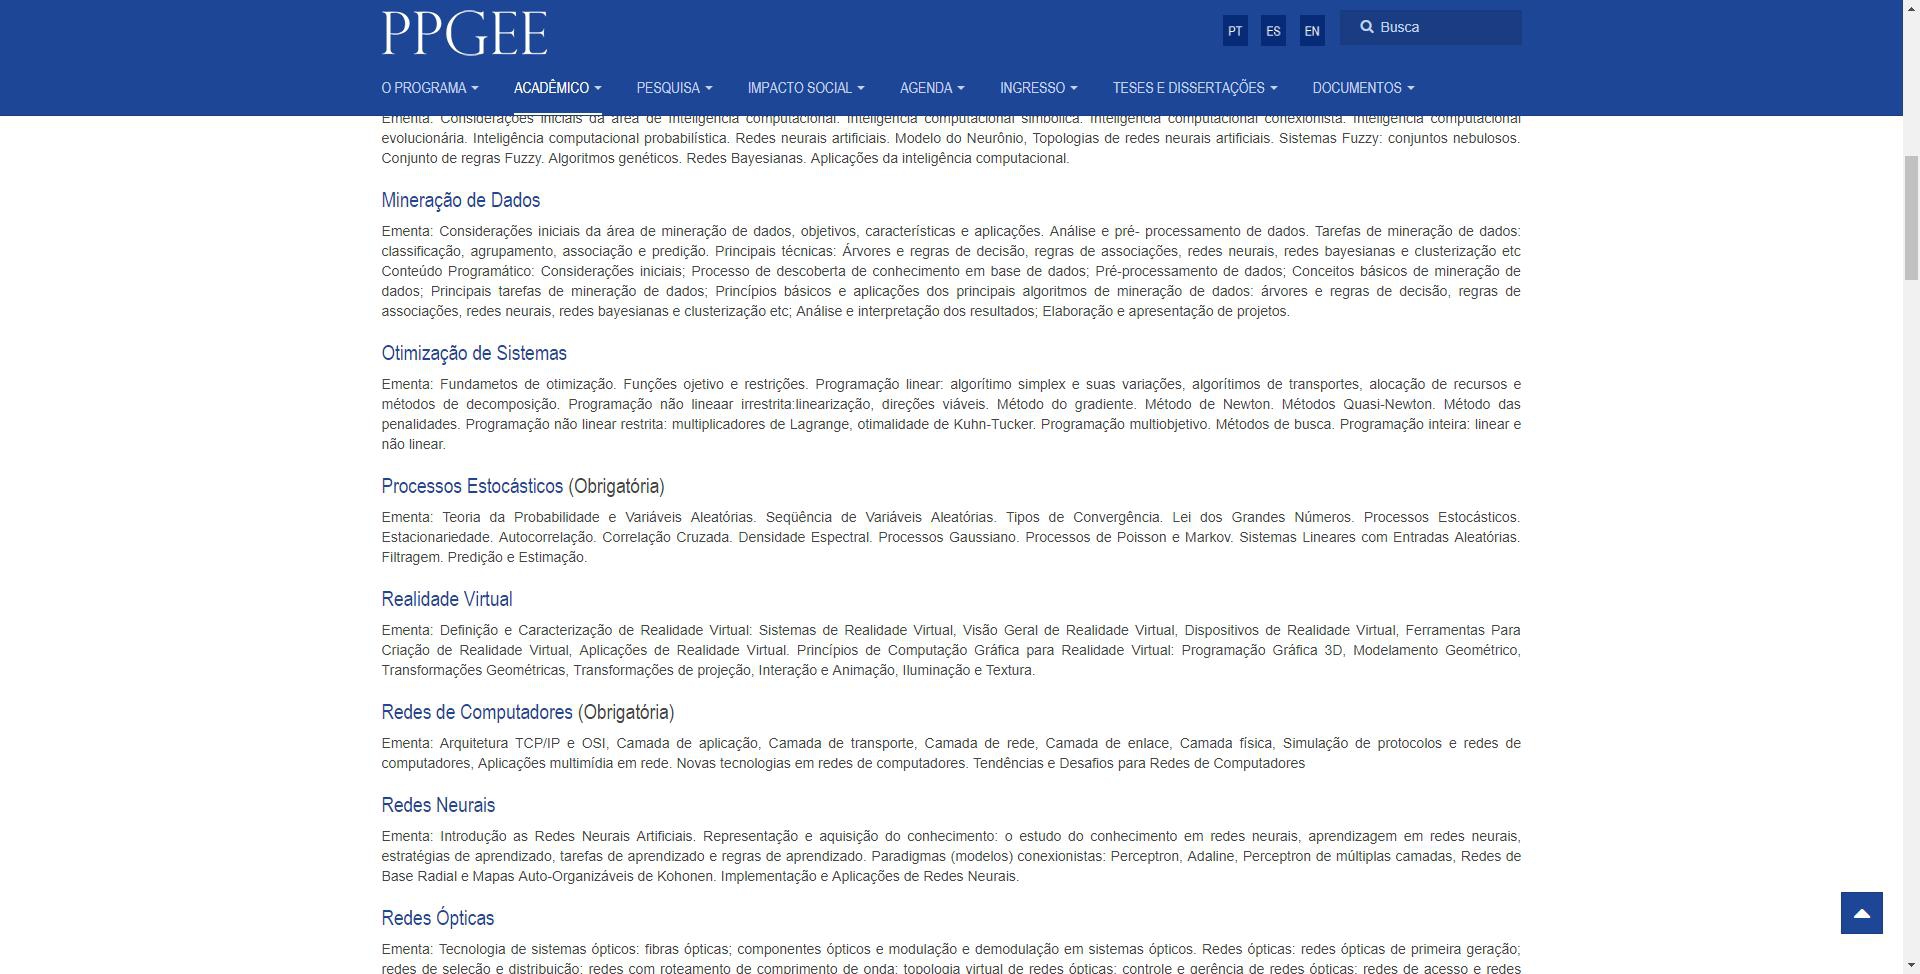 PPGEE
PT ES EN Busca
O PROGRAMA ACADÊMICO PESQUISA IMPACTO SOCIAL AGENDA INGRESSO TESES E DISSERTAÇÕES DOCUMENTOS
Ementa: Considerações iniciais da área de inteligência computacional. Inteligência computacional simbólica. Inteligência computacional conexionista. Inteligência computacional
evolucionária. Inteligência computacional probabilística. Redes neurais artificiais. Modelo do Neurônio, Topologias de redes neurais artificiais. Sistemas Fuzzy: conjuntos nebulosos.
Conjunto de regras Fuzzy. Algoritmos genéticos. Redes Bayesianas. Aplicações da inteligência computacional.
Mineração de Dados
Ementa: Considerações iniciais da área de mineração de dados, objetivos, características e aplicações. Análise e pré- processamento de dados. Tarefas de mineração de dados:
classificação, agrupamento, associação e predição. Principais técnicas: Árvores e regras de decisão, regras de associações, redes neurais, redes bayesianas e clusterização etc
Conteúdo Programático: Considerações iniciais; Processo de descoberta de conhecimento em base de dados; Pré-processamento de dados; Conceitos básicos de mineração de
dados; Principais tarefas de mineração de dados; Princípios básicos e aplicações dos principais algoritmos de mineração de dados: árvores e regras de decisão, regras de
associações, redes neurais, redes bayesianas e clusterização etc; Análise e interpretação dos resultados; Elaboração e apresentação de projetos.
Otimização de Sistemas
Ementa: Fundametos de otimização. Funções ojetivo e restrições. Programação linear: algorítimo simplex e suas variações, algorítimos de transportes, alocação de recursos e
métodos de decomposição. Programação não lineaar irrestrita:linearização, direções viáveis. Método do gradiente. Método de Newton. Métodos Quasi-Newton. Método das
penalidades. Programação não linear restrita: multiplicadores de Lagrange, otimalidade de Kuhn-Tucker. Programação multiobjetivo. Métodos de busca. Programação inteira: linear e
não linear.
Processos Estocásticos (Obrigatória)
Ementa: Teoria da Probabilidade e Variáveis Aleatórias. Seqüência de Variáveis Aleatórias. Tipos de Convergência. Lei dos Grandes Números. Processos Estocásticos.
Estacionariedade. Autocorrelação. Correlação Cruzada. Densidade Espectral. Processos Gaussiano. Processos de Poisson e Markov. Sistemas Lineares com Entradas Aleatórias.
Filtragem. Predição e Estimação.
Realidade Virtual
Ementa: Definição e Caracterização de Realidade Virtual: Sistemas de Realidade Virtual, Visão Geral de Realidade Virtual, Dispositivos de Realidade Virtual, Ferramentas Para
Criação de Realidade Virtual, Aplicações de Realidade Virtual. Princípios de Computação Gráfica para Realidade Virtual: Programação Gráfica 3D, Modelamento Geométrico,
Transformações Geométricas, Transformações de projeção, Interação e Animação, Iluminação e Textura.
Redes de Computadores (Obrigatória)
Ementa: Arquitetura TCP/IP e OSI, Camada de aplicação, Camada de transporte, Camada de rede, Camada de enlace, Camada física, Simulação de protocolos e redes de
computadores, Aplicações multimídia em rede. Novas tecnologias em redes de computadores. Tendências e Desafios para Redes de Computadores
Redes Neurais
Ementa: Introdução as Redes Neurais Artificiais. Representação e aquisição do conhecimento: o estudo do conhecimento em redes neurais, aprendizagem em redes neurais,
estratégias de aprendizado, tarefas de aprendizado e regras de aprendizado. Paradigmas (modelos) conexionistas: Perceptron, Adaline, Perceptron de múltiplas camadas, Redes de
Base Radial e Mapas Auto-Organizáveis de Kohonen. Implementação e Aplicações de Redes Neurais.
Redes Ópticas
Ementa: Tecnologia de sistemas ópticos: fibras ópticas; componentes ópticos e modulação e demodulação em sistemas ópticos. Redes ópticas: redes ópticas de primeira geração;
redes de seleção e distribuição; redes com roteamento de comprimento de onda; topologia virtual de redes ópticas; controle e gerência de redes ópticas; redes de acesso e redes